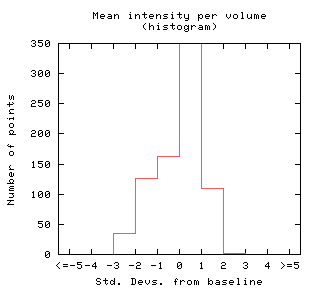 Mean intensity per volume
(histogram)
350
300
250
200
150
100
50
0
Number of points
<=-5 -4 -3 -2 -1 0 1 2 3 4 >=5
Std. Devs. from baseline